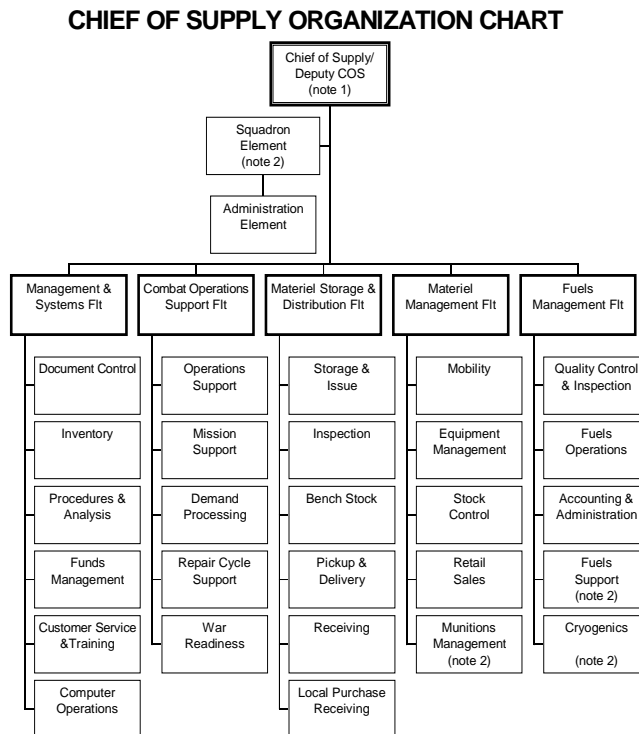 CHIEF OF SUPPLY ORGANIZATION CHART
Chief of Supply/
Deputy COS
(note 1)
Squadron
Element
(note 2)
Administration
Element
Management &
Systems Flt
Combat Operations
Support Flt
Materiel Storage &
Distribution Flt
Materiel
Management Flt
Fuels
Management Flt
Document Control
Inventory
Procedures &
Analysis
Funds
Management
Customer Service
&Training
Computer
Operations
Operations
Support
Mission
Support
Demand
Processing
Repair Cycle
Support
War
Readiness
Storage &
Issue
Inspection
Bench Stock
Pickup &
Delivery
Receiving
Local Purchase
Receiving
Mobility
Equipment
Management
Stock
Control
Retail
Sales
Munitions
Management
(note 2)
Quality Control
& Inspection
Fuels
Operations
Accounting &
Administration
Fuels
Support
(note 2)
Cryogenics
(note 2)